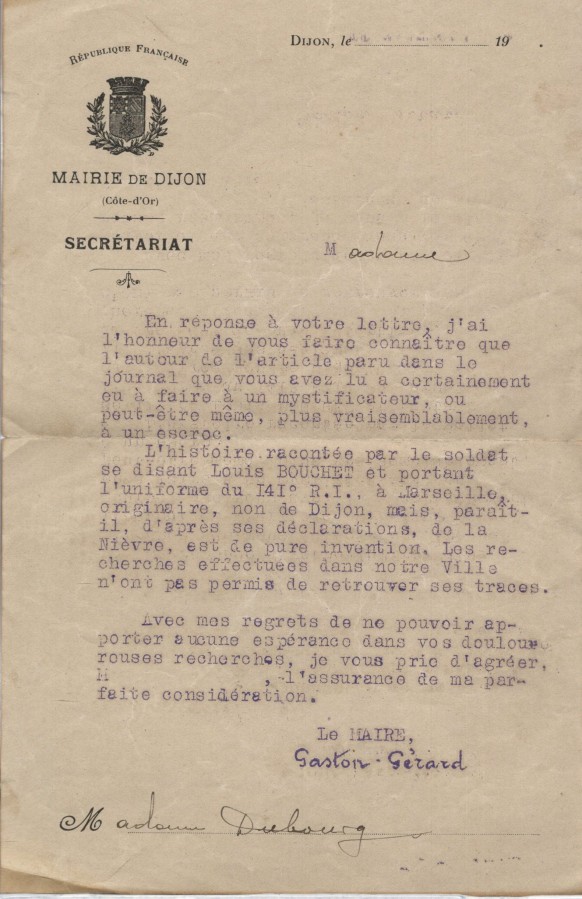 RÉPUBLIQUE FRANÇAISE
MAIRIE DE DIJON
(Côte-d'Or)
SECRÉTARIAT
DIJON, le 19 .
Madame
En réponse à votre lettre, j'ai
l'honneur de vous faire connaître que
l'autour de l'article paru dans le
journal que vous avez lu a certainement
eu à faire à un mystificateur, ou
peut-être même, plus vraisemblablement,
à un escroc.
L'histoire racontée par le soldat
se disant Louis BOUCHET et portant
l'uniforme du I4I° R.I., à Marseille,
originaire, non de Dijon, mais, paraît-
il, d'après ses déclarations, de la
Nièvre, est de pure invention. Les re-
cherches effectuées dans notre Ville
n'ont pas permis de retrouver ses traces.
Avec mes regrets de ne pouvoir ap-
porter aucune espérance dans vos doulou
reuses recherches, je vous prie d'agréer,
M , l'assurance de ma par-
faite considération.
Le MAIRE,
Gaston-Gérard
Madame Dubourg